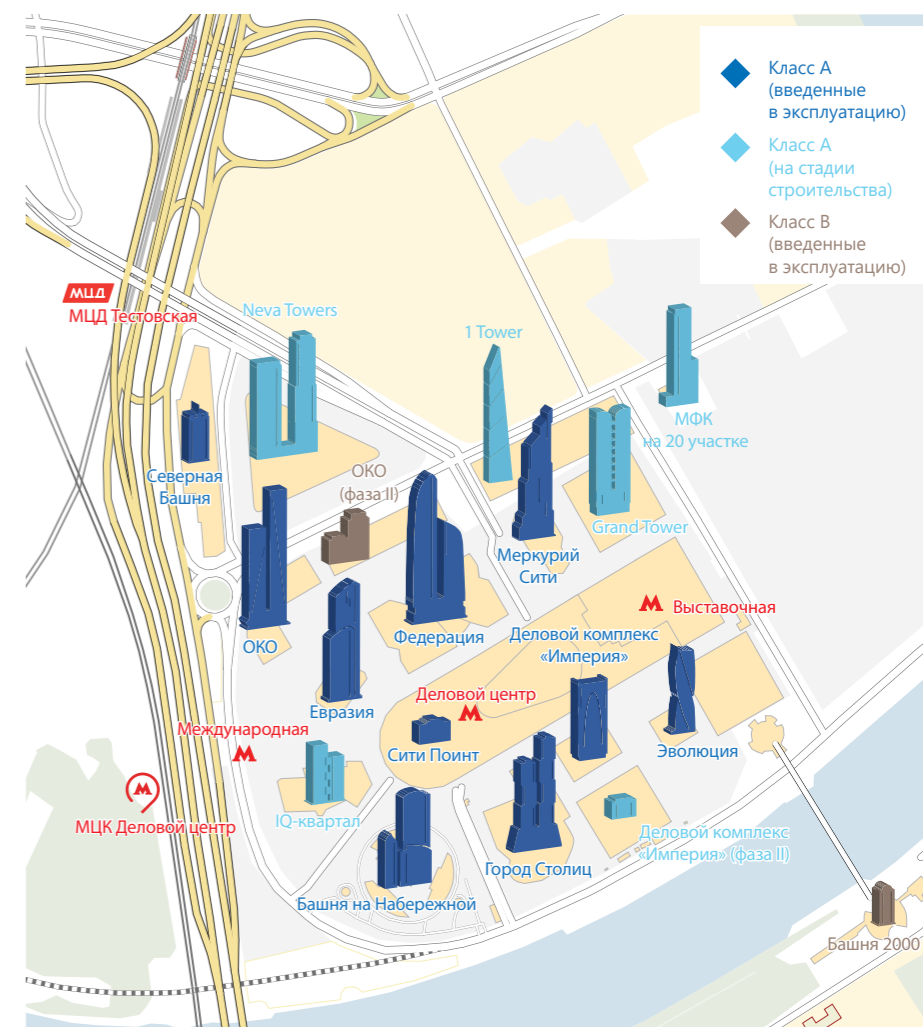 Класс А
(введенные
в эксплуатацию)
Класс А
(на стадии
строительства)
Класс В
(введенные
в эксплуатацию)
МЦД
МЦД Тестовская
Neva Towers
1 Tower
МФК
на 20 участке
Северная
Башня
ОКО
(фаза II)
Grand Tower
Меркурий
Сити
Выставочная
ОКО
Федерация
Деловой комплекс
«Империя»
Евразия
Деловой центр
Международная
Сити Поинт
Эволюция
МЦК Деловой центр
IQ-квартал
Деловой комплекс
«Империя» (фаза II)
Город Столиц
Башня на Набережной
Башня 2000